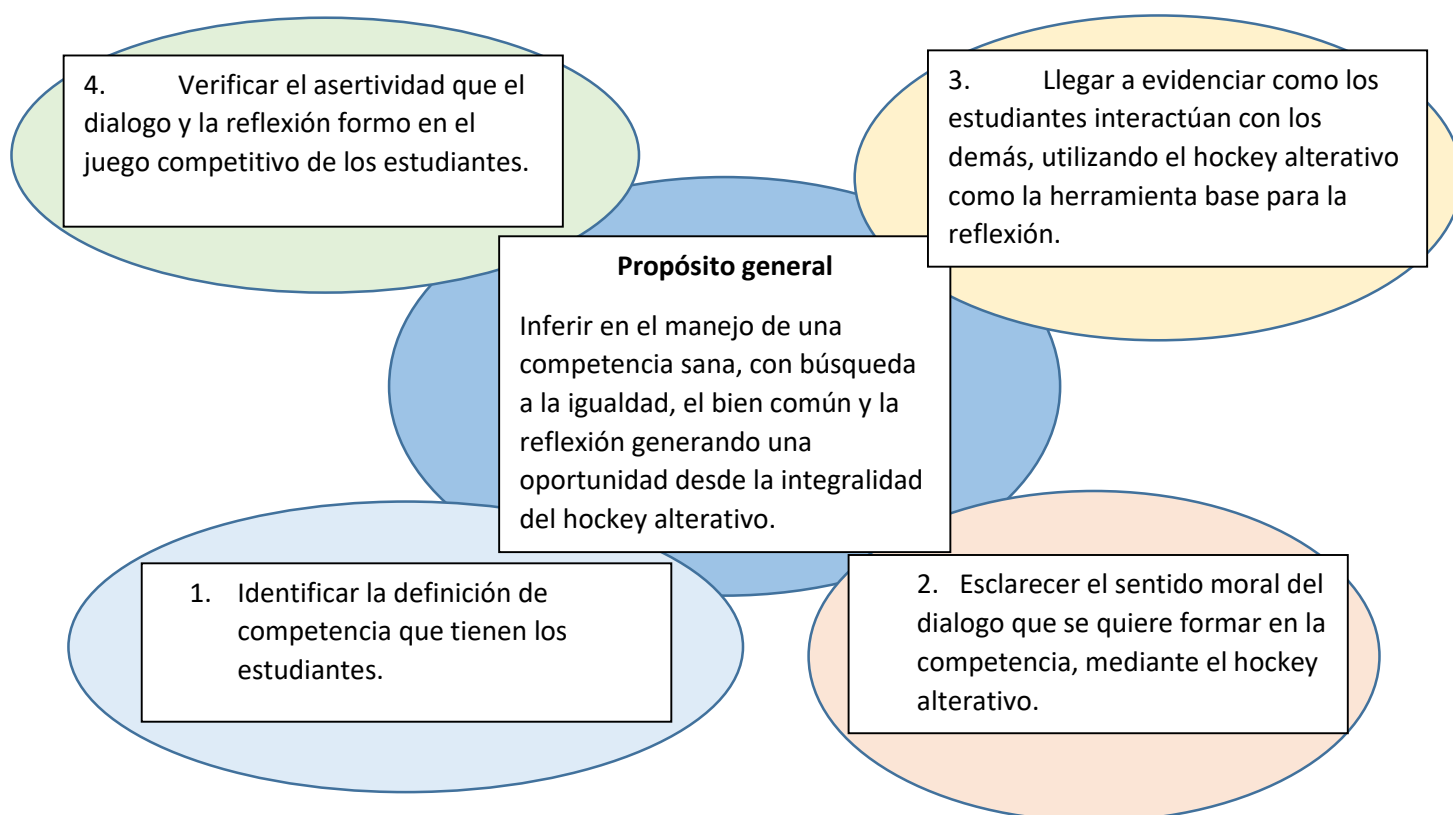 4. Verificar el asertividad que el
dialogo y la reflexión formo en el
juego competitivo de los estudiantes.
3. Llegar a evidenciar como los
estudiantes interactúan con los
demás, utilizando el hockey alterativo
como la herramienta base para la
reflexión.
Propósito general
Inferir en el manejo de una
competencia sana, con búsqueda
a la igualdad, el bien común y la
reflexión generando una
oportunidad desde la integralidad
del hockey alterativo.
1. Identificar la definición de
competencia que tienen los
estudiantes.
2. Esclarecer el sentido moral del
dialogo que se quiere formar en la
competencia, mediante el hockey
alterativo.